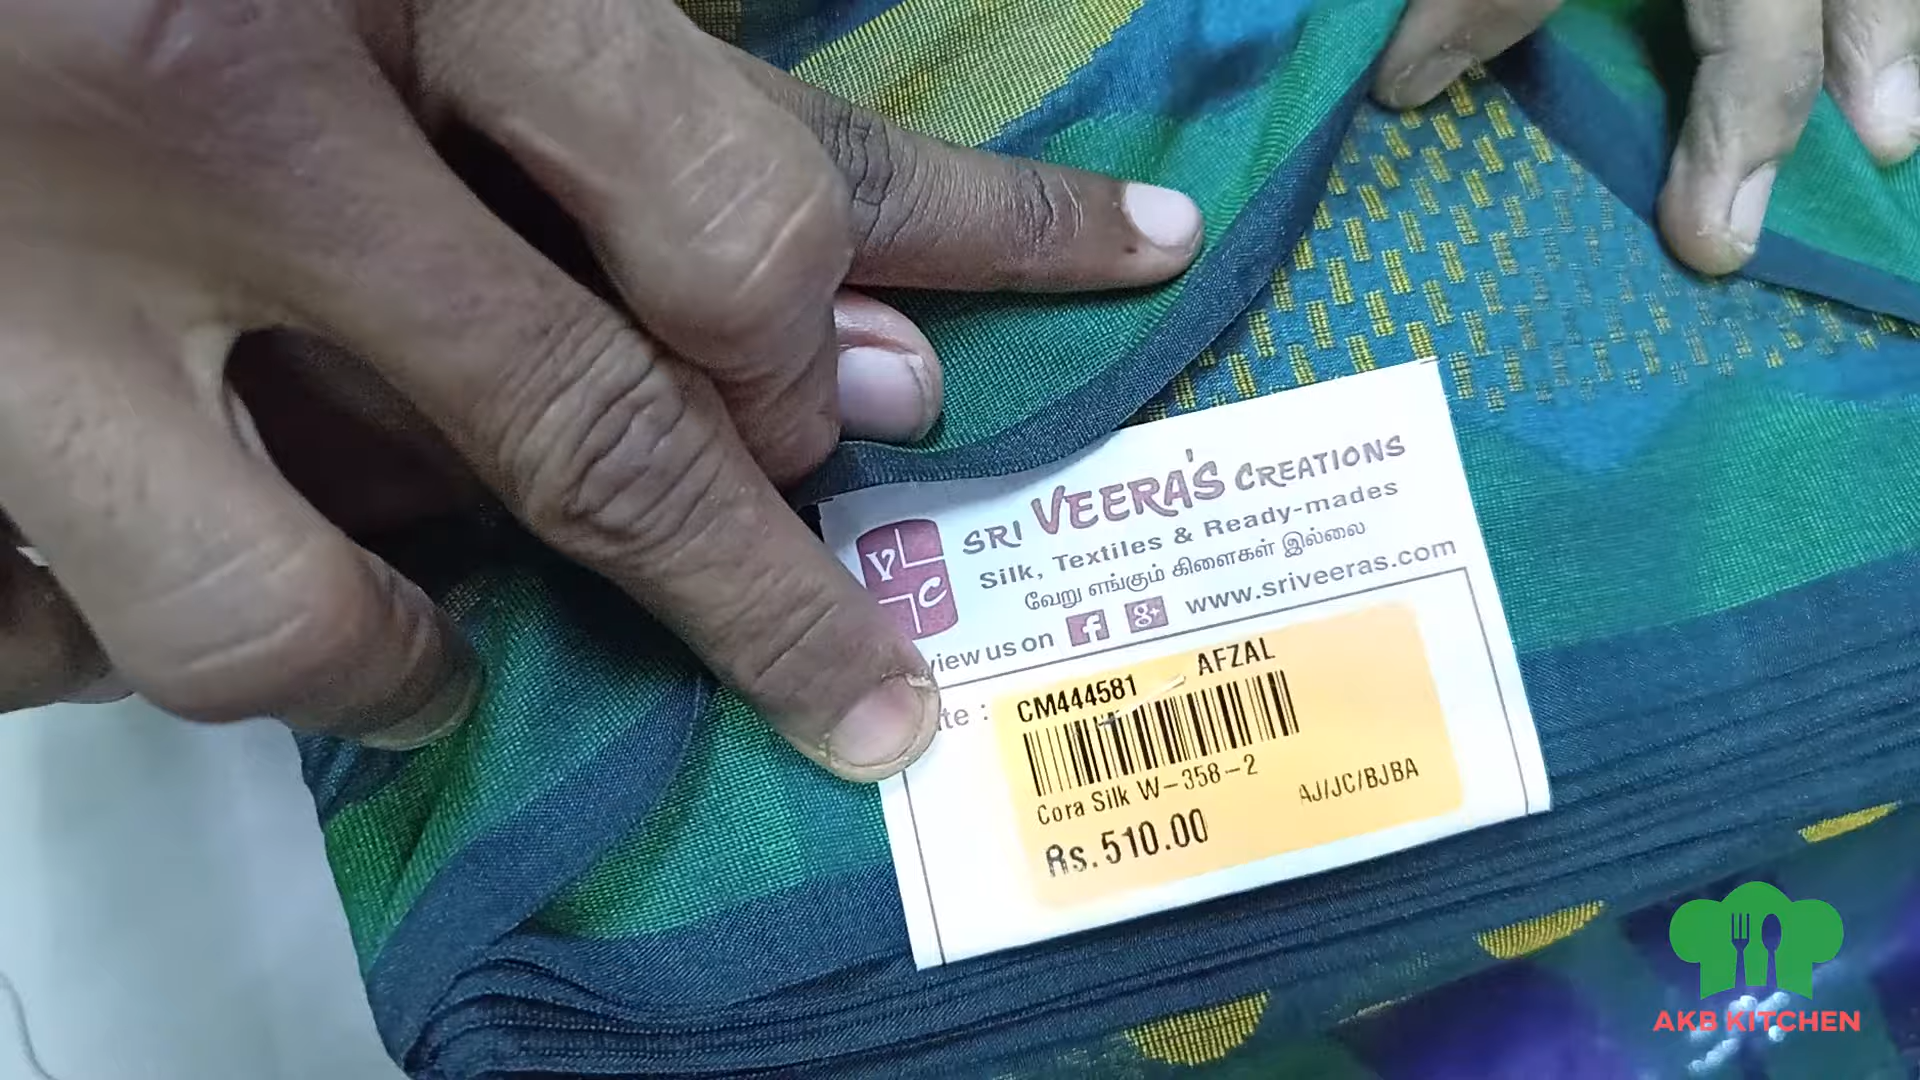 SRI VEERA'S CREATIONS
Silk, Textiles & Ready-mades
வேறு எங்கும் கிளைகள் இல்லை
V C
view us on f g+ www.sriveeras.com
CM444581 AFZAL
Cora Silk W-358-2 AJ/JC/BJBA
Rs.510.00
AKB KITCHEN